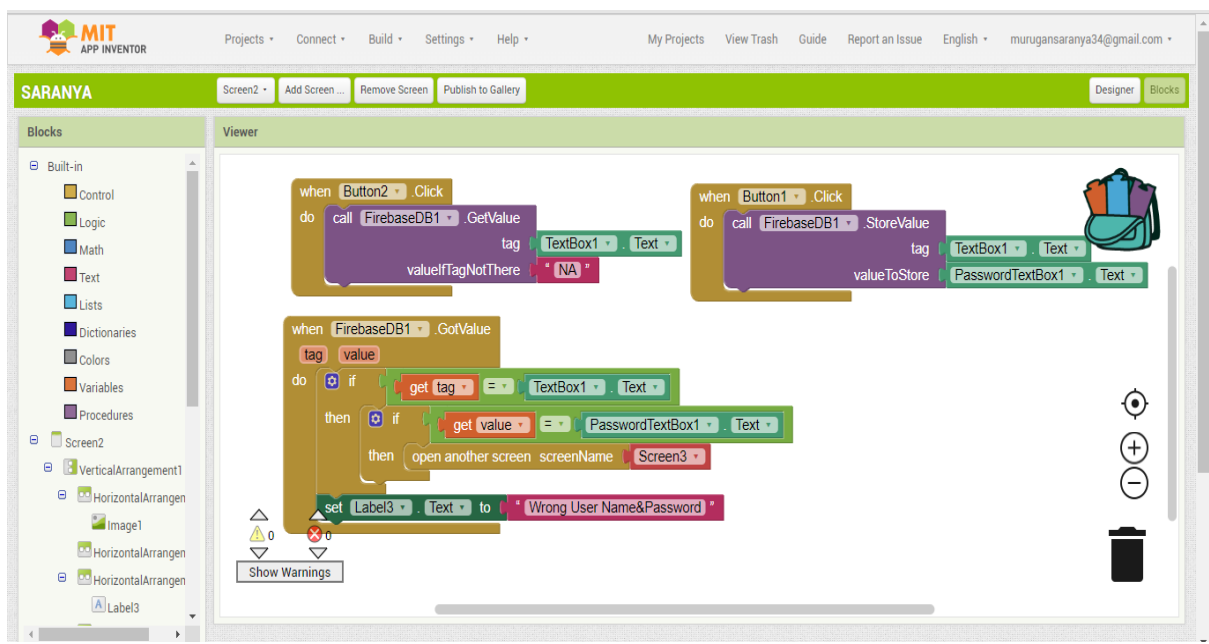 MIT
APP INVENTOR
Projects Connect Build Settings Help My Projects View Trash Guide Report an Issue English murugansaranya34@gmail.com
SARANYA Screen2 Add Screen ... Remove Screen Publish to Gallery Designer Blocks
Blocks
Built-in
Control
Logic
Math
Text
Lists
Dictionaries
Colors
Variables
Procedures
Screen2
VerticalArrangement1
HorizontalArrangen
Image1
HorizontalArrangen
HorizontalArrangen
Label3
Viewer
when Button2 .Click
do call FirebaseDB1 .GetValue
tag TextBox1 . Text
valueIfTagNotThere " NA "
when Button1 .Click
do call FirebaseDB1 .StoreValue
tag TextBox1 . Text
valueToStore PasswordTextBox1 . Text
when FirebaseDB1 .GotValue
tag value
do if get tag = TextBox1 . Text
then if get value = PasswordTextBox1 . Text
then open another screen screenName Screen3
set Label3 . Text to " Wrong User Name&Password "
0 0
Show Warnings